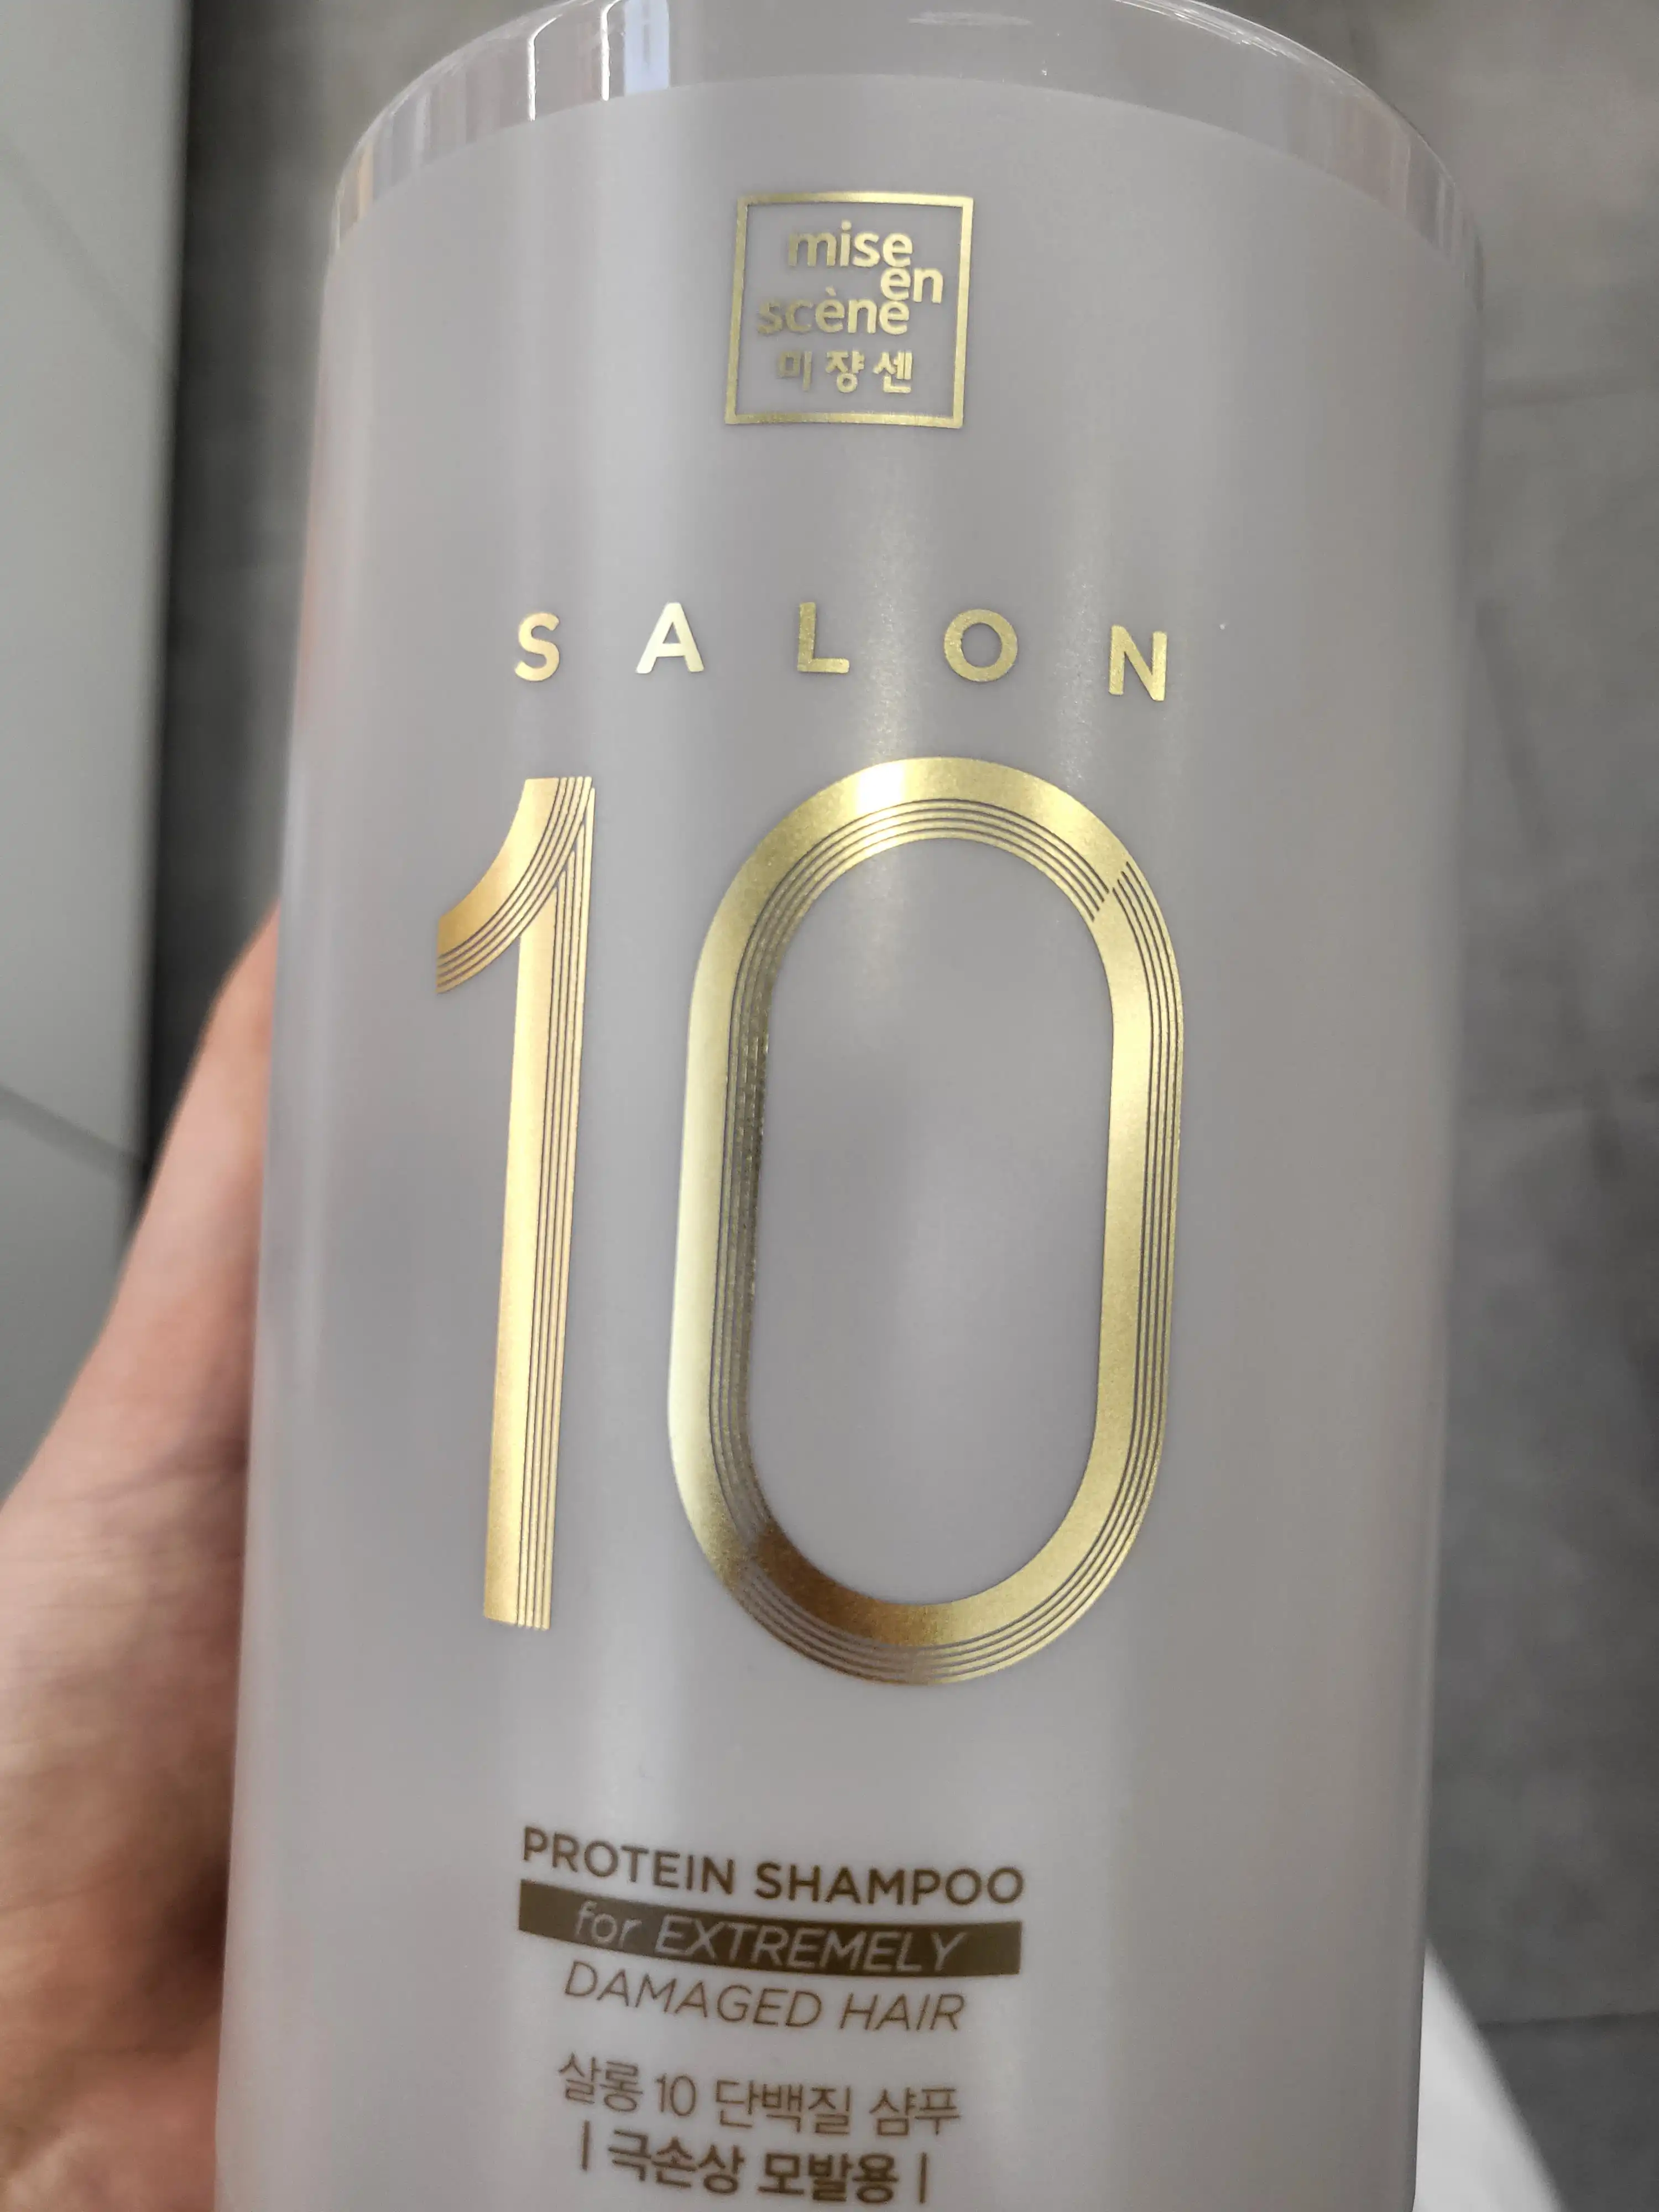 mise
en
scène
미쟝센
SALON
10
PROTEIN SHAMPOO
for EXTREMELY
DAMAGED HAIR
살롱 10 단백질 샴푸
| 극손상 모발용 |